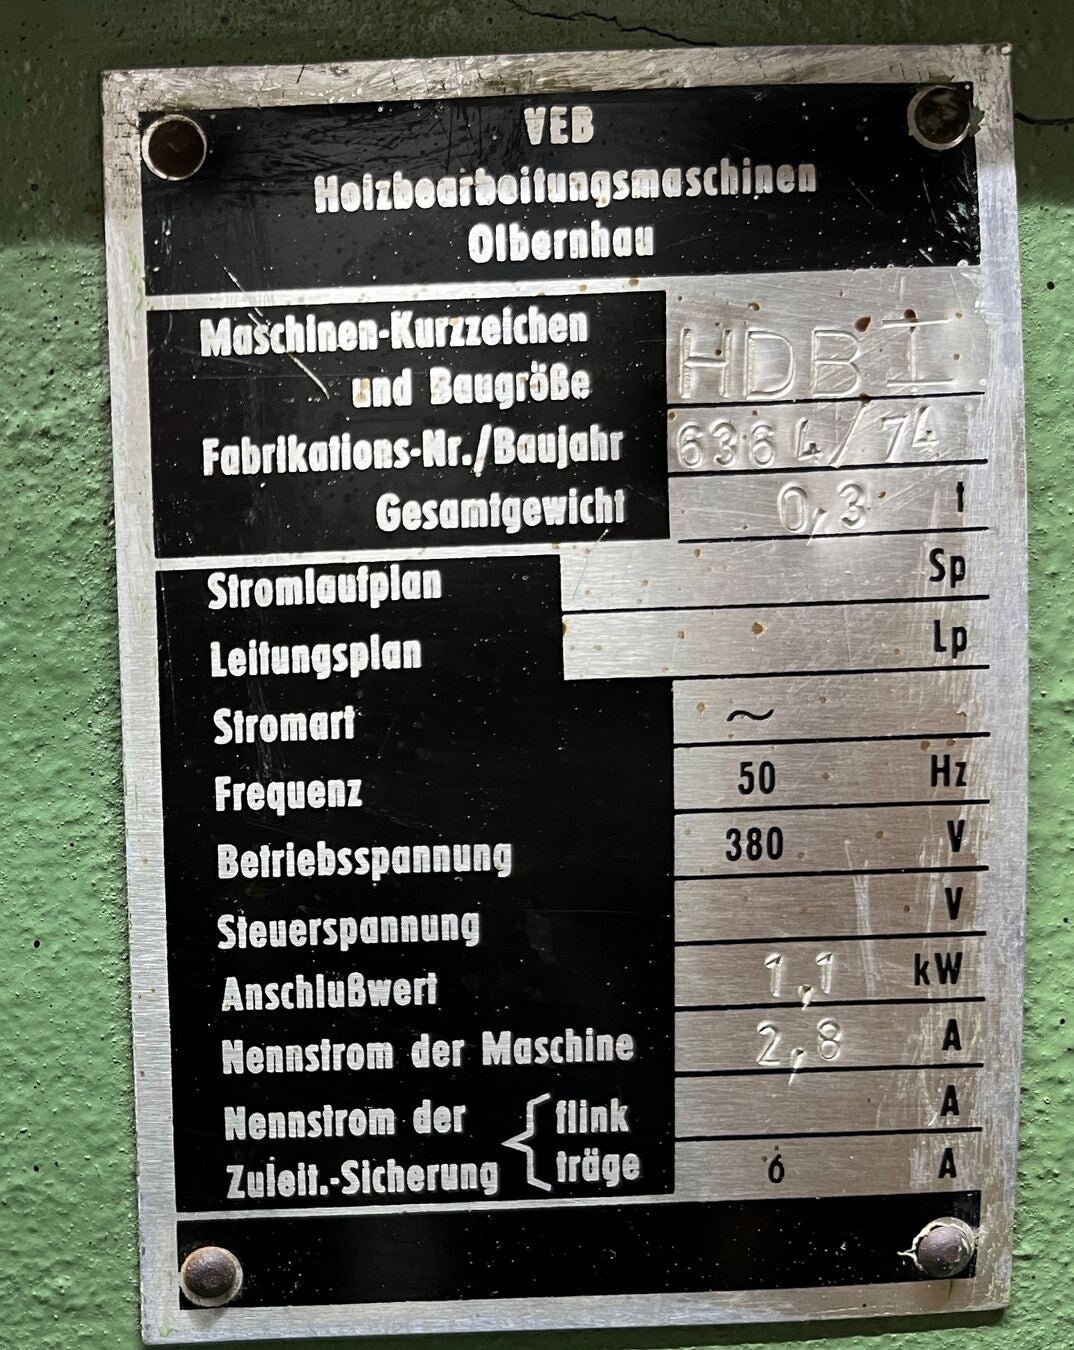 VEB
Holzbearbeitungsmaschinen
Olbernhau
Maschinen-Kurzzeichen
und Baugröße HDB I
Fabrikations-Nr./Baujahr 6364/74
Gesamtgewicht 0,3 t
Stromlaufplan Sp
Leitungsplan Lp
Stromart ~
Frequenz 50 Hz
Betriebsspannung 380 V
Steuerspannung V
Anschlußwert 1,1 kW
Nennstrom der Maschine 2,8 A
Nennstrom der { flink A
Zuleit.-Sicherung träge 6 A